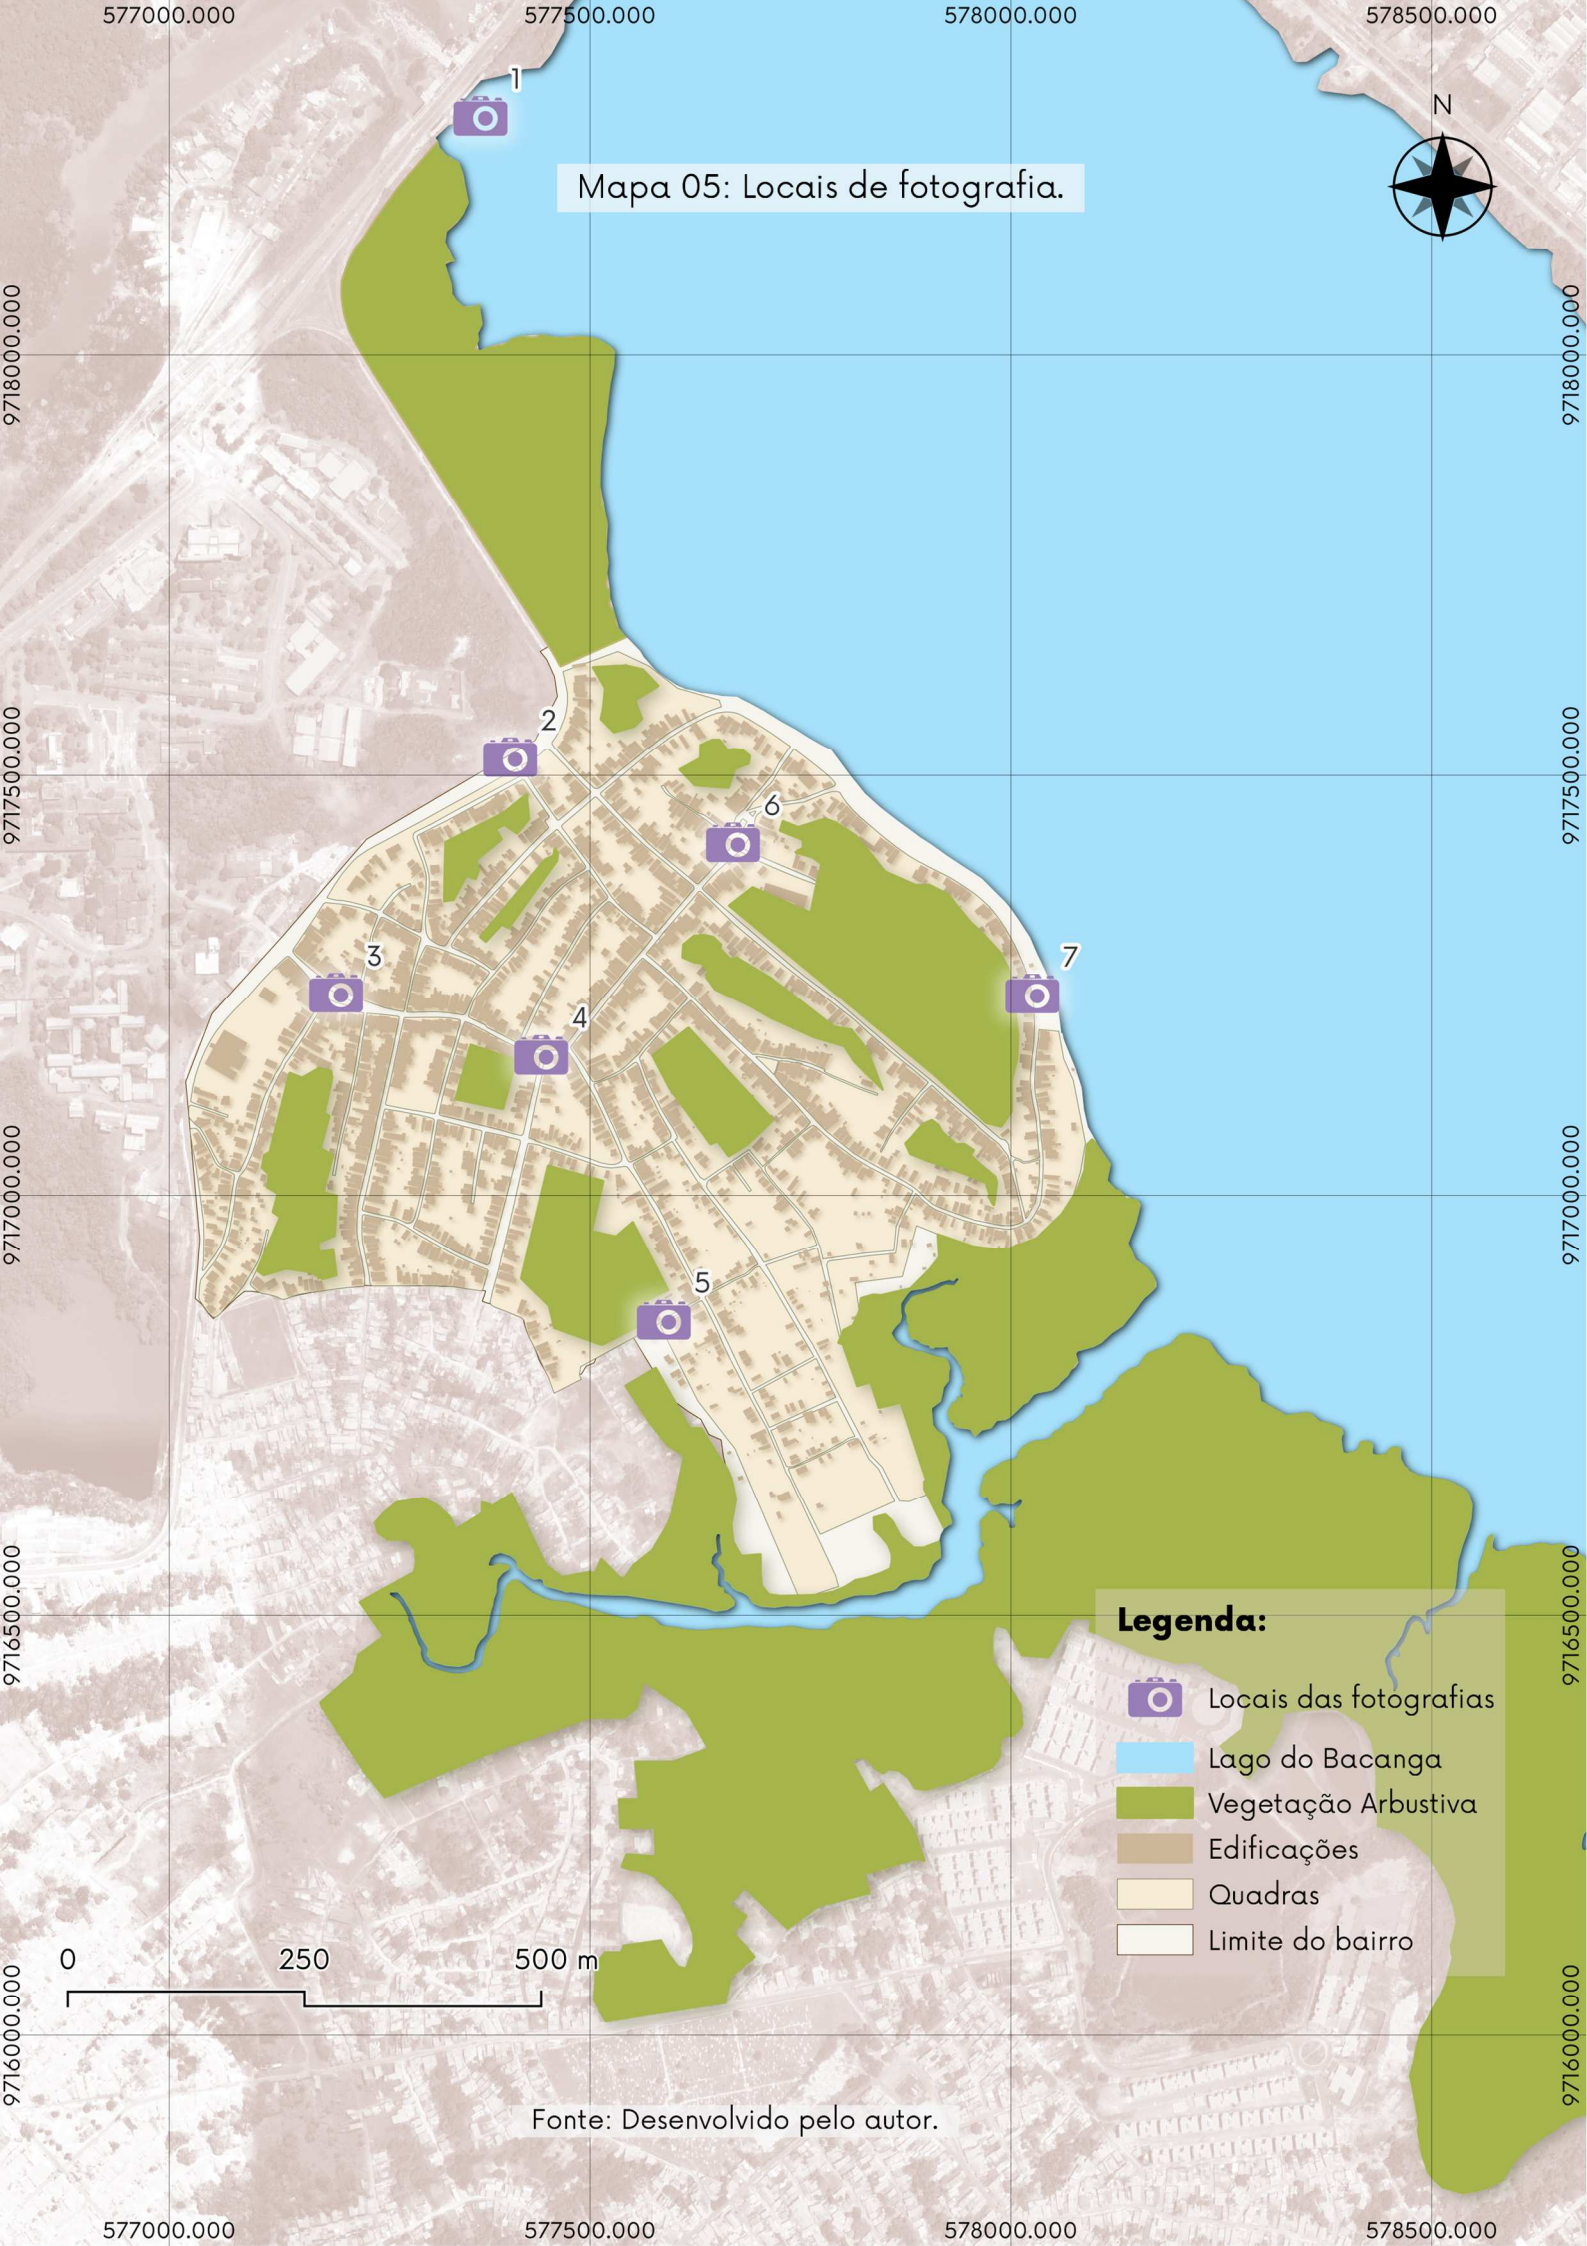 577000.000 577500.000 578000.000 578500.000
1
N
Mapa 05: Locais de fotografia.
9718000.000 9718000.000
2
9717500.000 9717500.000
6
3
7
4
9717000.000 9717000.000
5
9716500.000 9716500.000
Legenda:
Locais das fotografias
Lago do Bacanga
Vegetação Arbustiva
Edificações
Quadras
Limite do bairro
0 250 500 m
9716000.000 9716000.000
Fonte: Desenvolvido pelo autor.
577000.000 577500.000 578000.000 578500.000